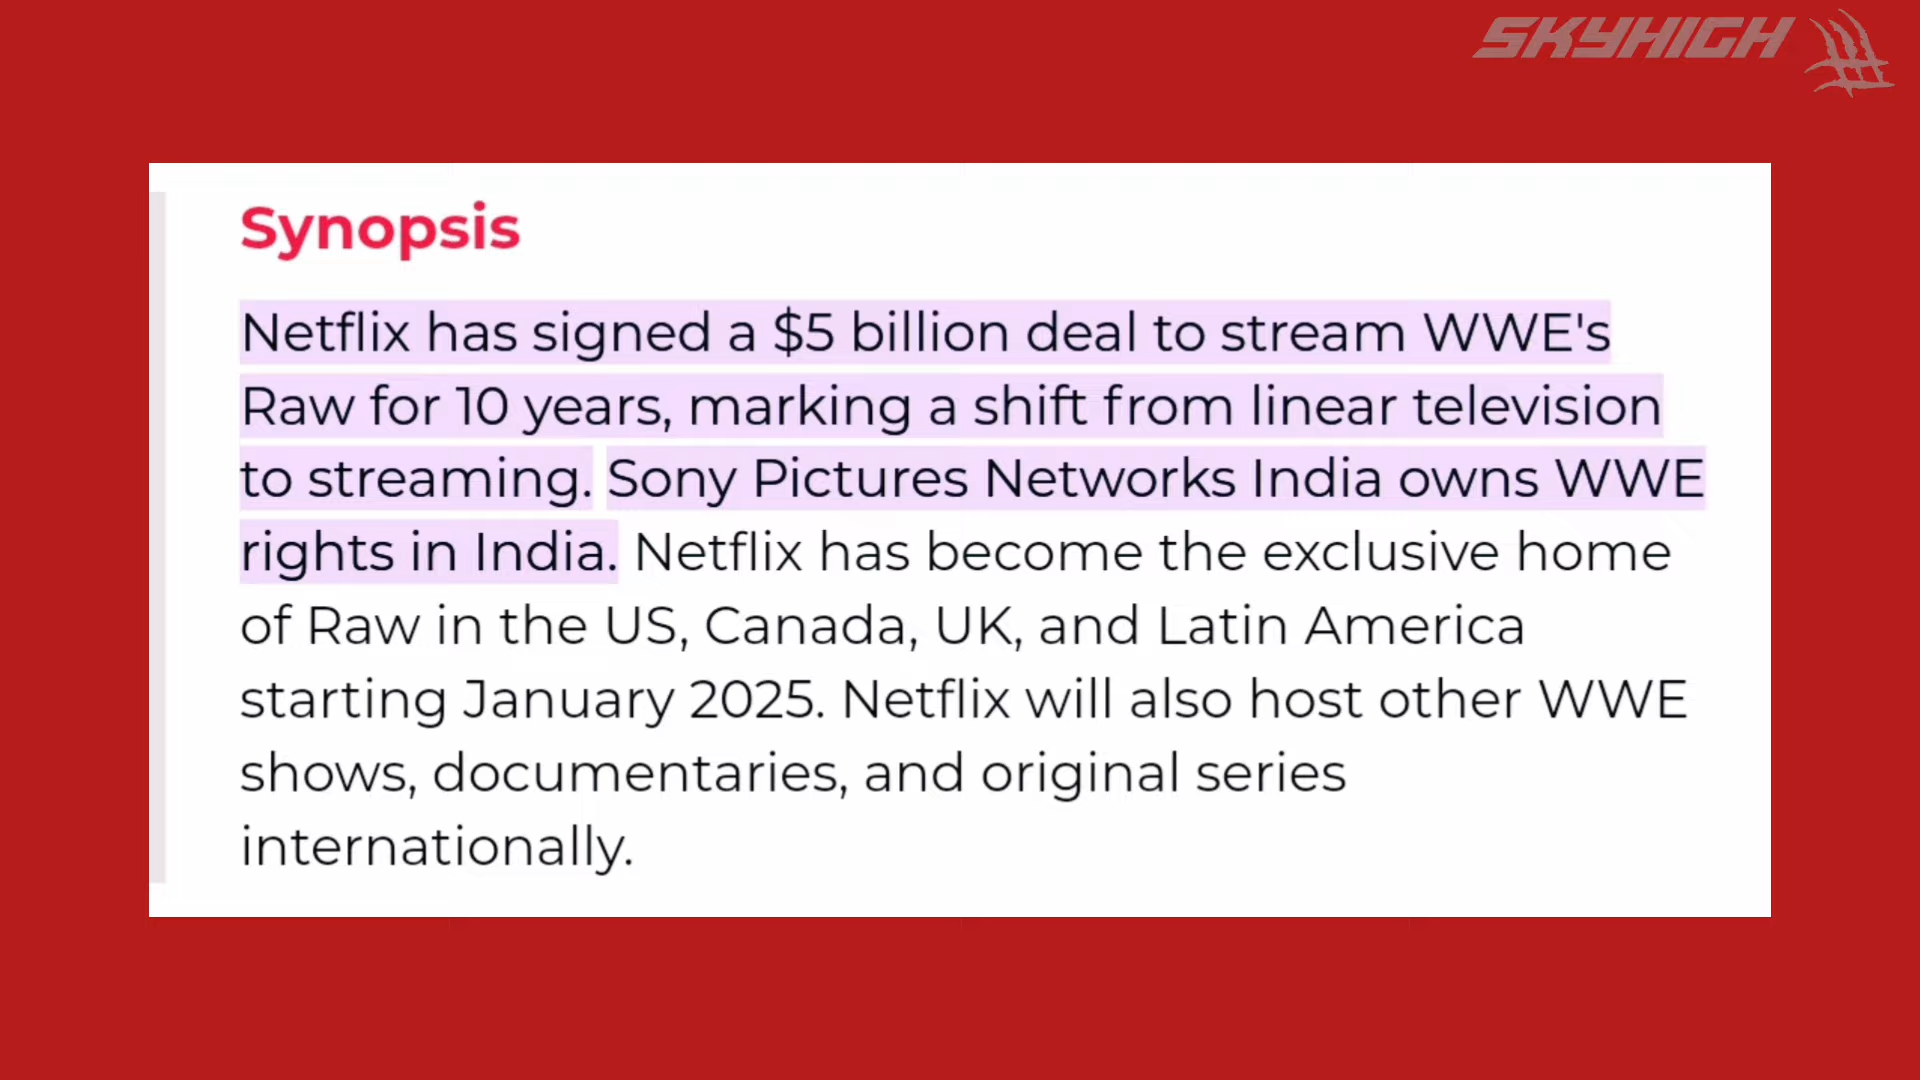 SKYHIGH
Synopsis
Netflix has signed a $5 billion deal to stream WWE's
Raw for 10 years, marking a shift from linear television
to streaming. Sony Pictures Networks India owns WWE
rights in India. Netflix has become the exclusive home
of Raw in the US, Canada, UK, and Latin America
starting January 2025. Netflix will also host other WWE
shows, documentaries, and original series
internationally.